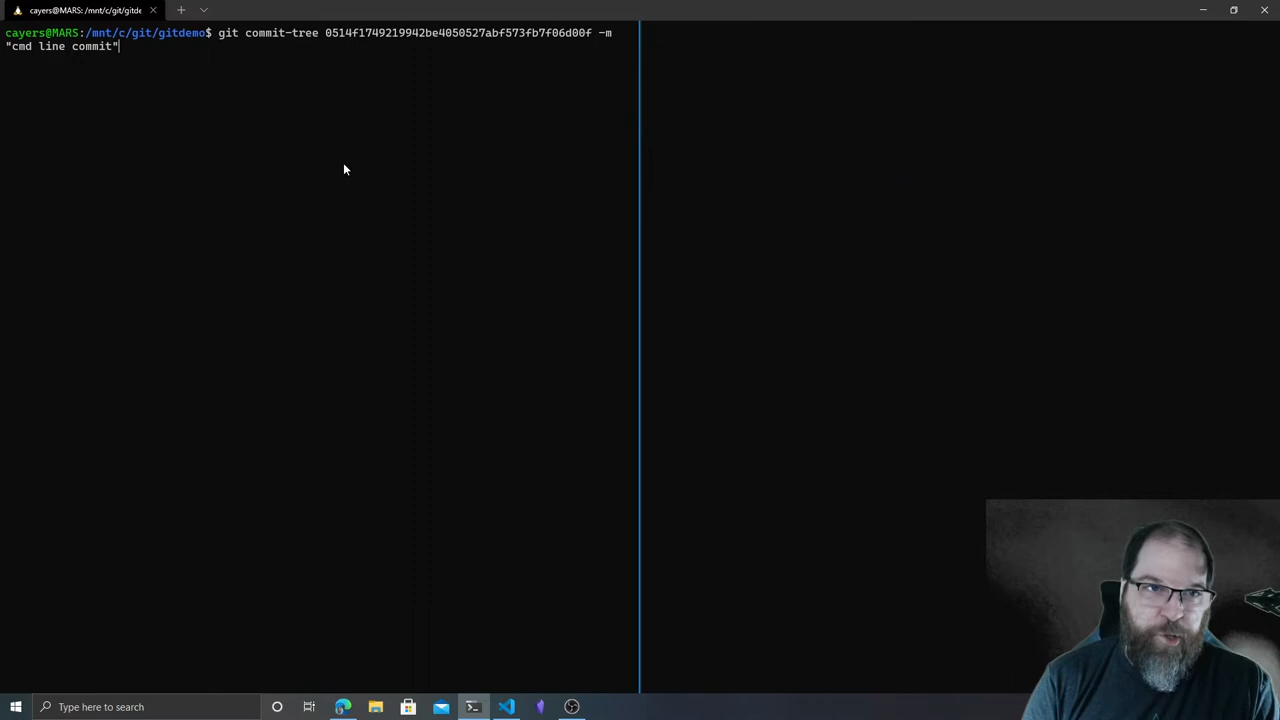 cayers@MARS: /mnt/c/git/gitde
cayers@MARS:/mnt/c/git/gitdemo$ git commit-tree 0514f1749219942be4050527abf573fb7f06d00f -m
"cmd line commit"
Type here to search